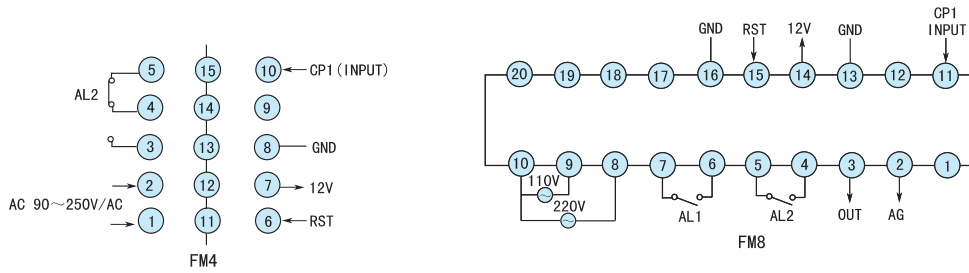 5 15 10 CP1(INPUT)
AL2
4 14 9
3 13 8 GND
2 12 7 12V
AC 90～250V/AC
1 11 6 RST
FM4
GND RST 12V GND CP1
INPUT
20 19 18 17 16 15 14 13 12 11
10 9 8 7 6 5 4 3 2 1
110V
220V AL1 AL2 OUT AG
FM8